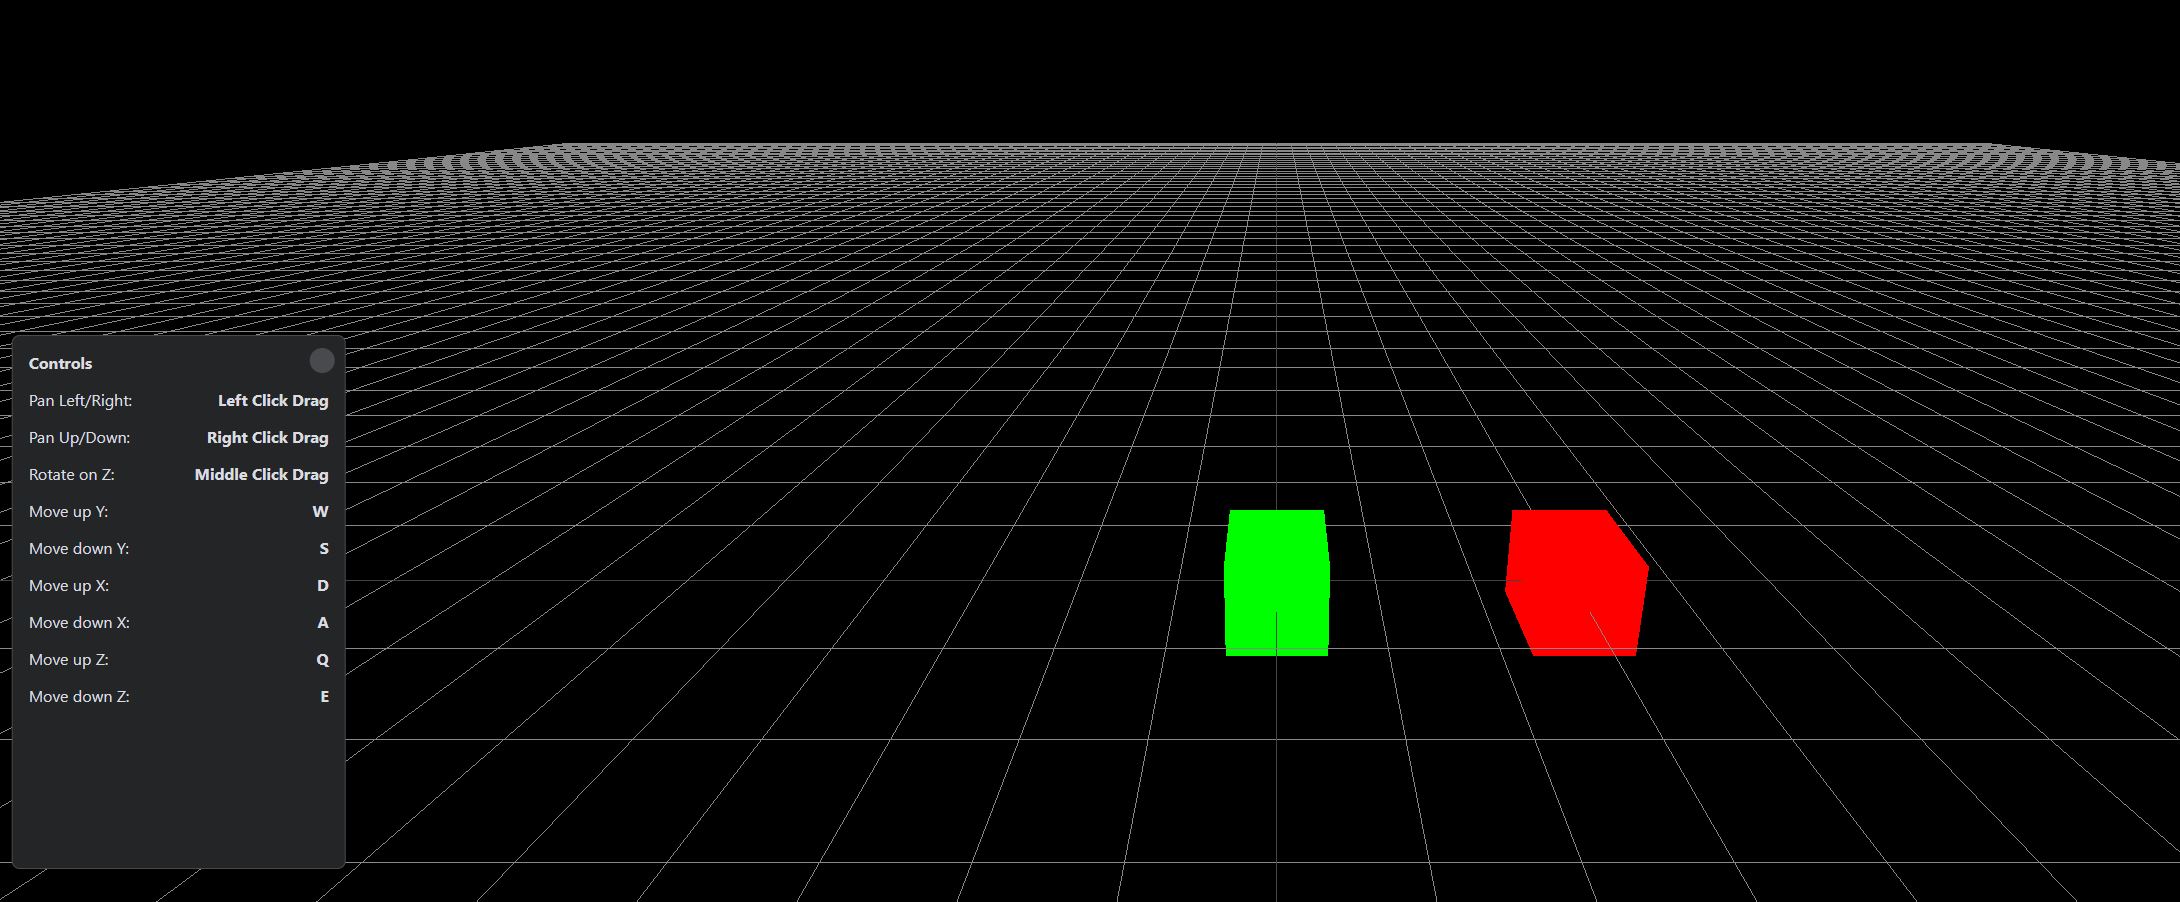 Controls
Pan Left/Right: Left Click Drag
Pan Up/Down: Right Click Drag
Rotate on Z: Middle Click Drag
Move up Y: W
Move down Y: S
Move up X: D
Move down X: A
Move up Z: Q
Move down Z: E